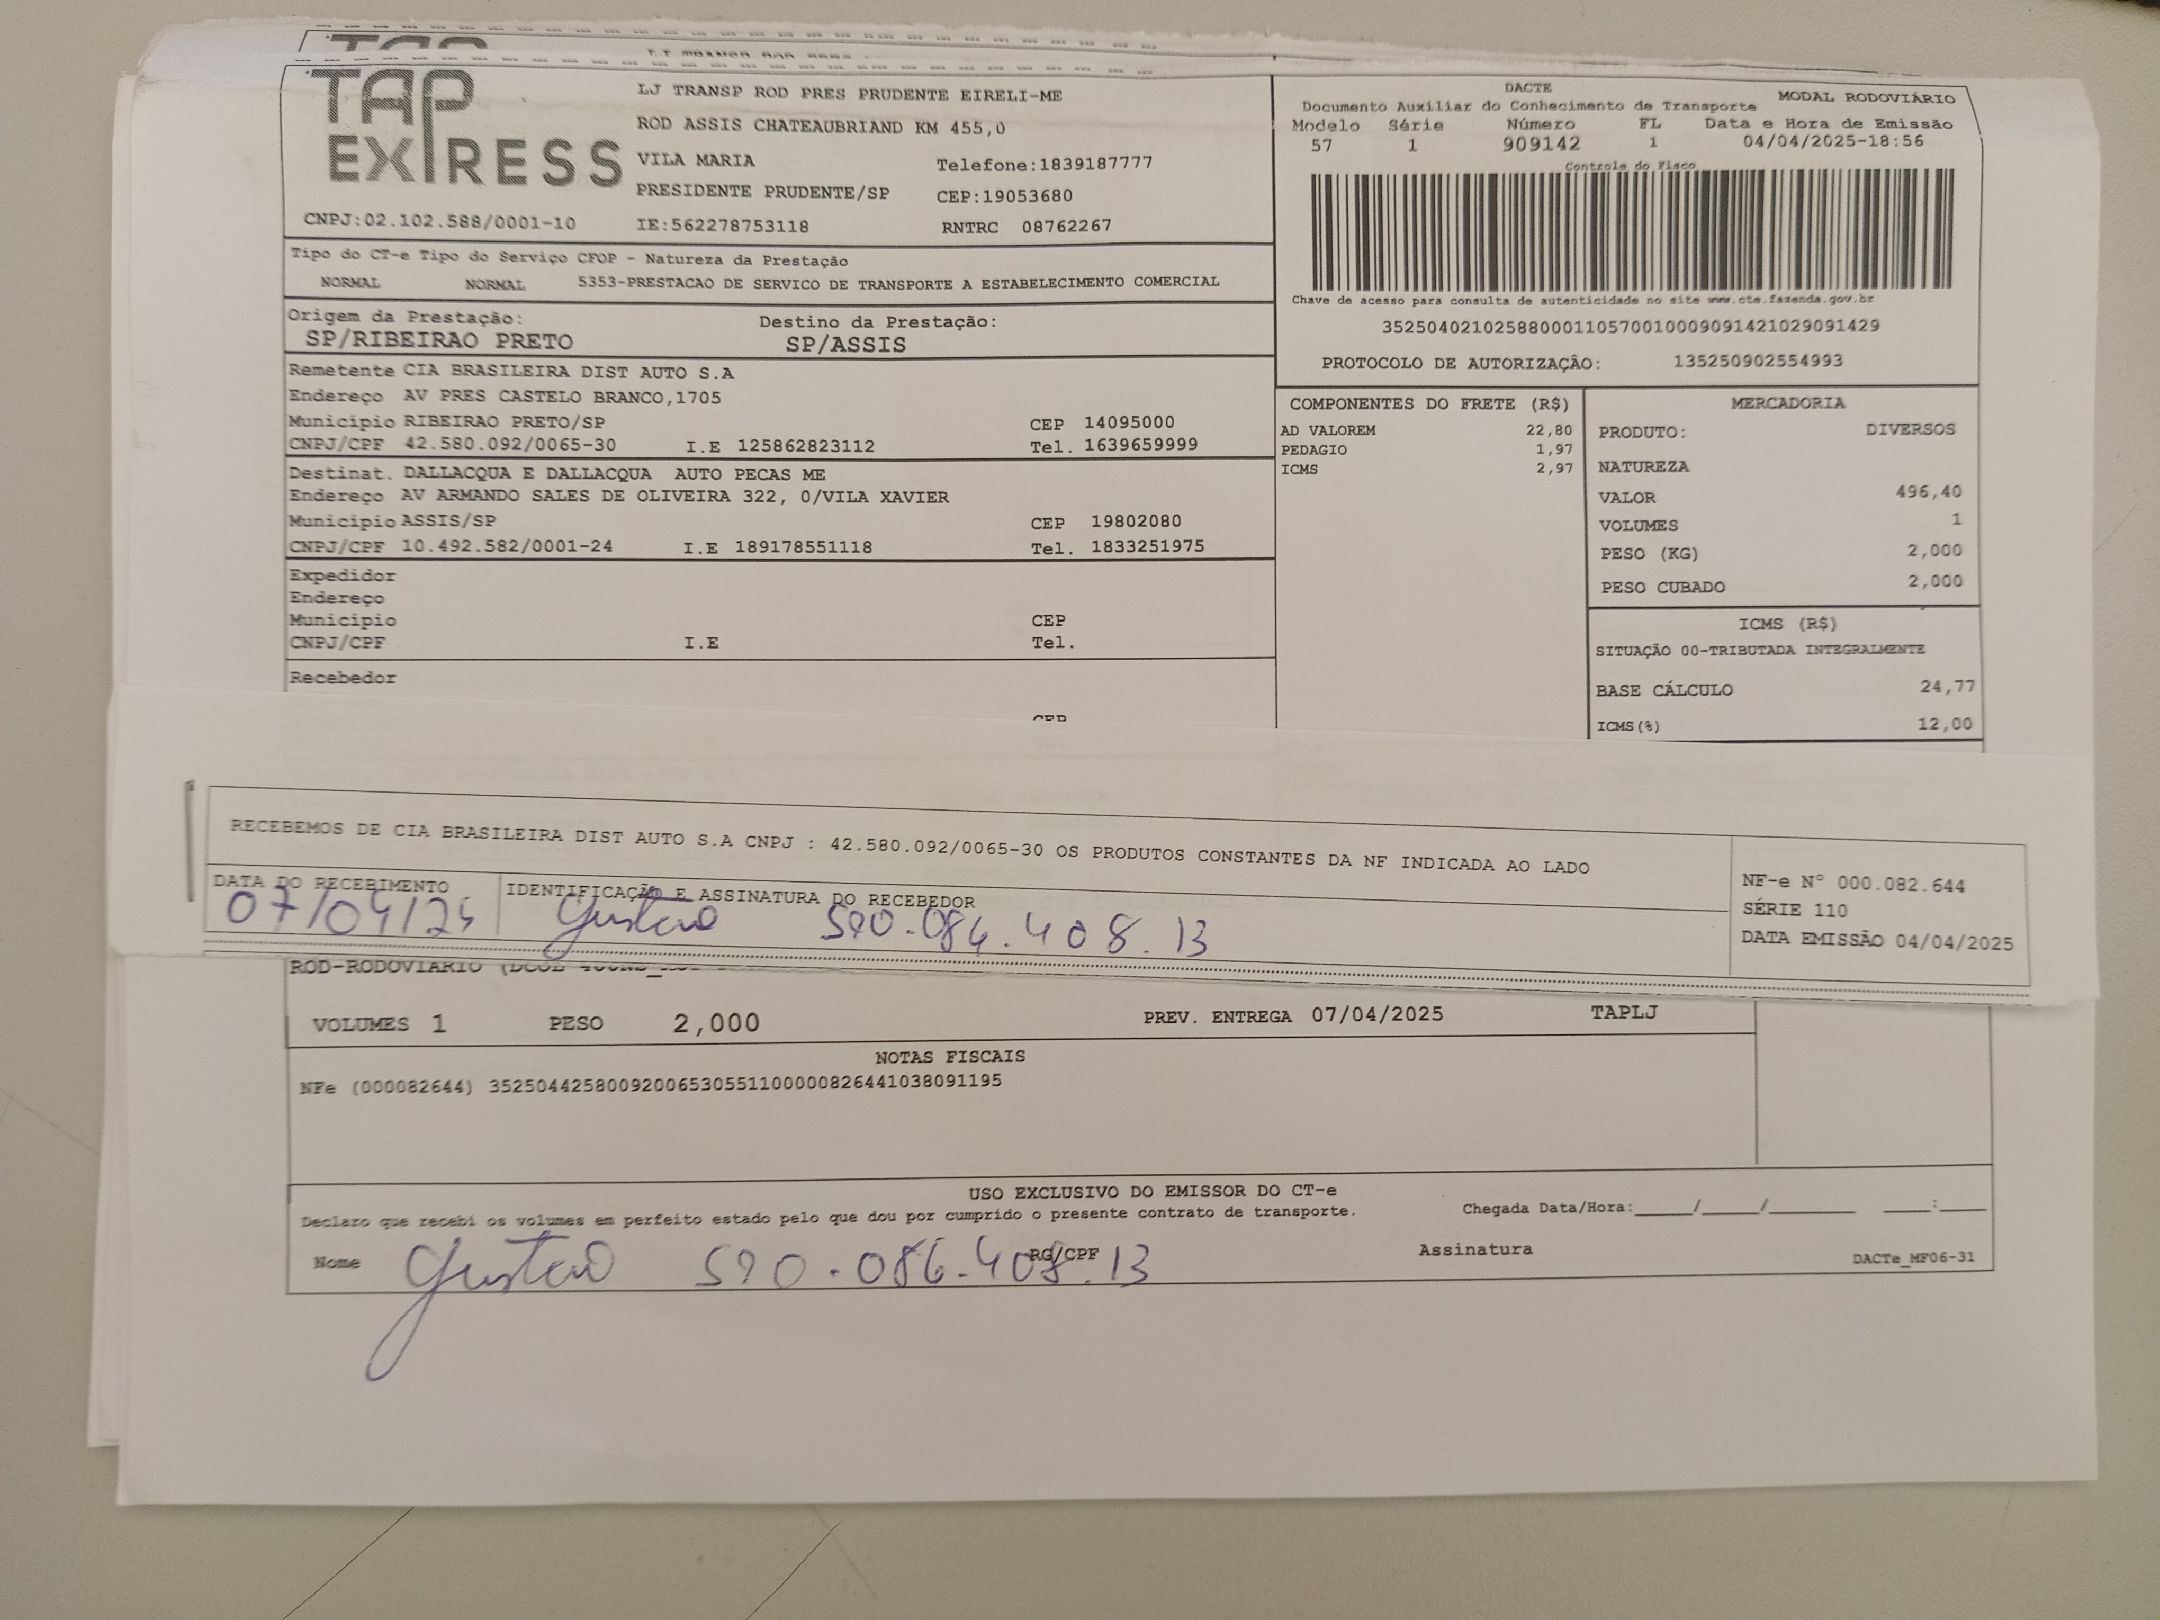 TAP EXPRESS
LJ TRANSP ROD PRES PRUDENTE EIRELI-ME
ROD ASSIS CHATEAUBRIAND KM 455,0
VILA MARIA Telefone:1839187777
PRESIDENTE PRUDENTE/SP CEP:19053680
CNPJ:02.102.588/0001-10 IE:562278753118 RNTRC 08762267
DACTE
Documento Auxiliar do Conhecimento de Transporte MODAL RODOVIÁRIO
Modelo Série Número FL Data e Hora de Emissão
57 1 909142 1 04/04/2025-18:56
Controle do Fisco
Chave de acesso para consulta de autenticidade no site www.cte.fazenda.gov.br
35250402102588000110570010009091421029091429
PROTOCOLO DE AUTORIZAÇÃO: 135250902554993
Tipo do CT-e Tipo do Serviço CFOP - Natureza da Prestação
NORMAL NORMAL 5353-PRESTACAO DE SERVICO DE TRANSPORTE A ESTABELECIMENTO COMERCIAL
Origem da Prestação: Destino da Prestação:
SP/RIBEIRAO PRETO SP/ASSIS
Remetente CIA BRASILEIRA DIST AUTO S.A
Endereço AV PRES CASTELO BRANCO,1705
Município RIBEIRAO PRETO/SP CEP 14095000
CNPJ/CPF 42.580.092/0065-30 I.E 125862823112 Tel. 1639659999
Destinat. DALLACQUA E DALLACQUA AUTO PECAS ME
Endereço AV ARMANDO SALES DE OLIVEIRA 322, 0/VILA XAVIER
Município ASSIS/SP CEP 19802080
CNPJ/CPF 10.492.582/0001-24 I.E 189178551118 Tel. 1833251975
Expedidor
Endereço
Município CEP
CNPJ/CPF I.E Tel.
Recebedor
CEP
COMPONENTES DO FRETE (R$)
AD VALOREM 22,80
PEDAGIO 1,97
ICMS 2,97
MERCADORIA
PRODUTO: DIVERSOS
NATUREZA
VALOR 496,40
VOLUMES 1
PESO (KG) 2,000
PESO CUBADO 2,000
ICMS (R$)
SITUAÇÃO 00-TRIBUTADA INTEGRALMENTE
BASE CÁLCULO 24,77
ICMS(%) 12,00
RECEBEMOS DE CIA BRASILEIRA DIST AUTO S.A CNPJ : 42.580.092/0065-30 OS PRODUTOS CONSTANTES DA NF INDICADA AO LADO
DATA DO RECEBIMENTO IDENTIFICAÇÃO E ASSINATURA DO RECEBEDOR
07/04/25 Gustavo 590.084.408.13
NF-e N° 000.082.644
SÉRIE 110
DATA EMISSÃO 04/04/2025
ROD-RODOVIARIO
VOLUMES 1 PESO 2,000 PREV. ENTREGA 07/04/2025 TAPLJ
NOTAS FISCAIS
NFe (000082644) 35250442580092006530551100000826441038091195
USO EXCLUSIVO DO EMISSOR DO CT-e
Declaro que recebi os volumes em perfeito estado pelo que dou por cumprido o presente contrato de transporte. Chegada Data/Hora:_____/_____/_______ ____:____
Nome Gustavo 590.086.408.13 RG/CPF Assinatura DACTe_MF06-31